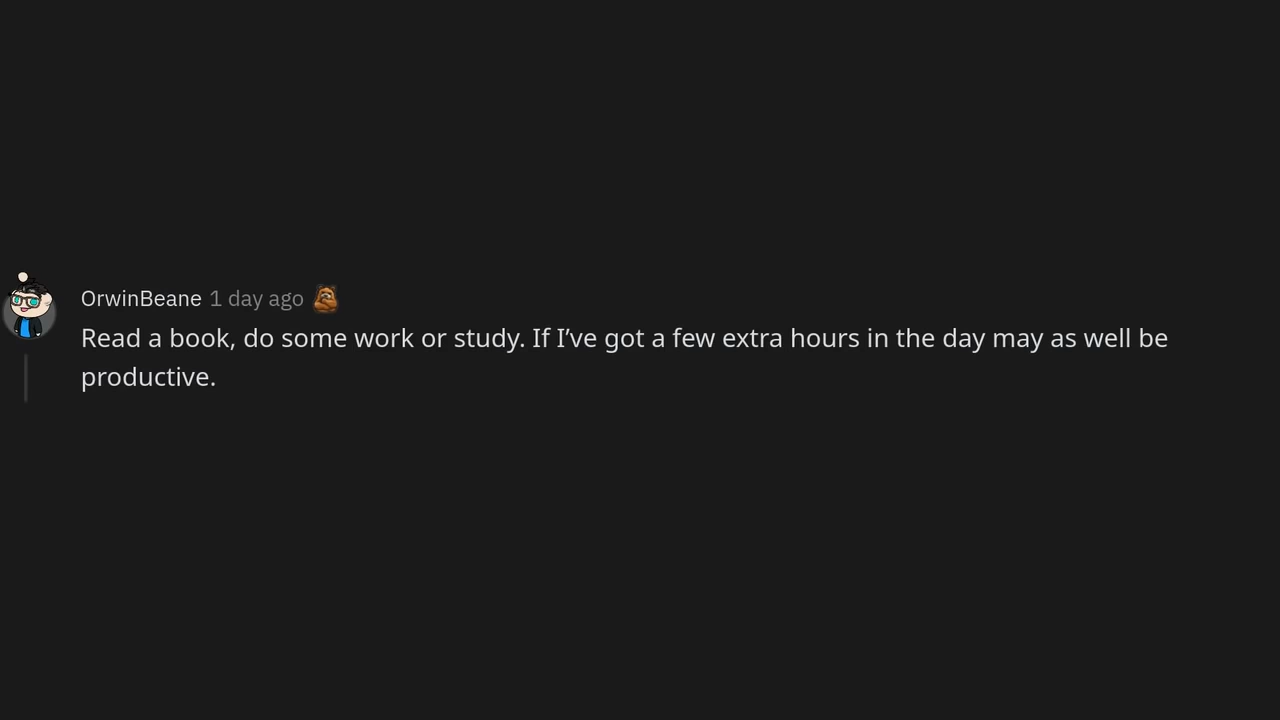 OrwinBeane 1 day ago
Read a book, do some work or study. If I’ve got a few extra hours in the day may as well be
productive.